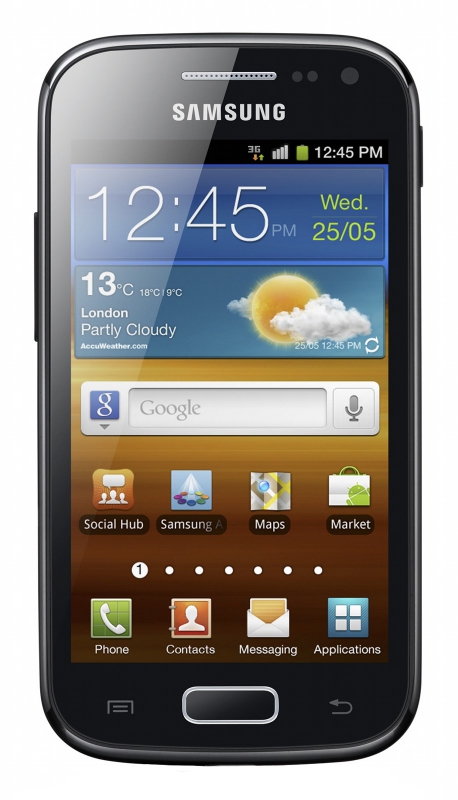 SAMSUNG
3G 12:45 PM
12:45 PM
Wed.
25/05
13°C 18°C | 9°C
London
Partly Cloudy
AccuWeather.com
25/05 12:45 PM
g Google
Social Hub Samsung A Maps Market
1
Phone Contacts Messaging Applications